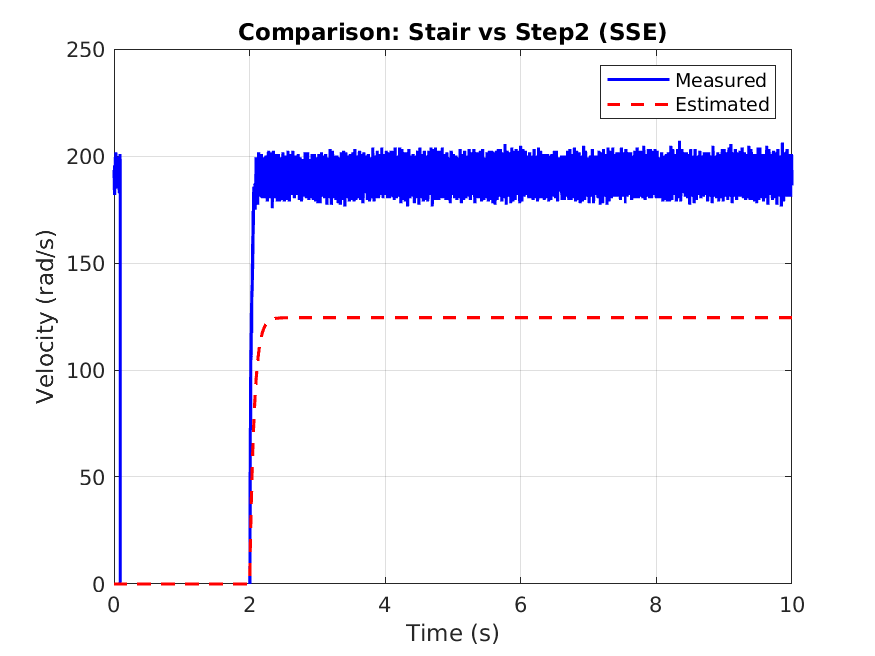 Comparison: Stair vs Step2 (SSE)
Measured
Estimated
Velocity (rad/s)
250
200
150
100
50
0
0 2 4 6 8 10
Time (s)